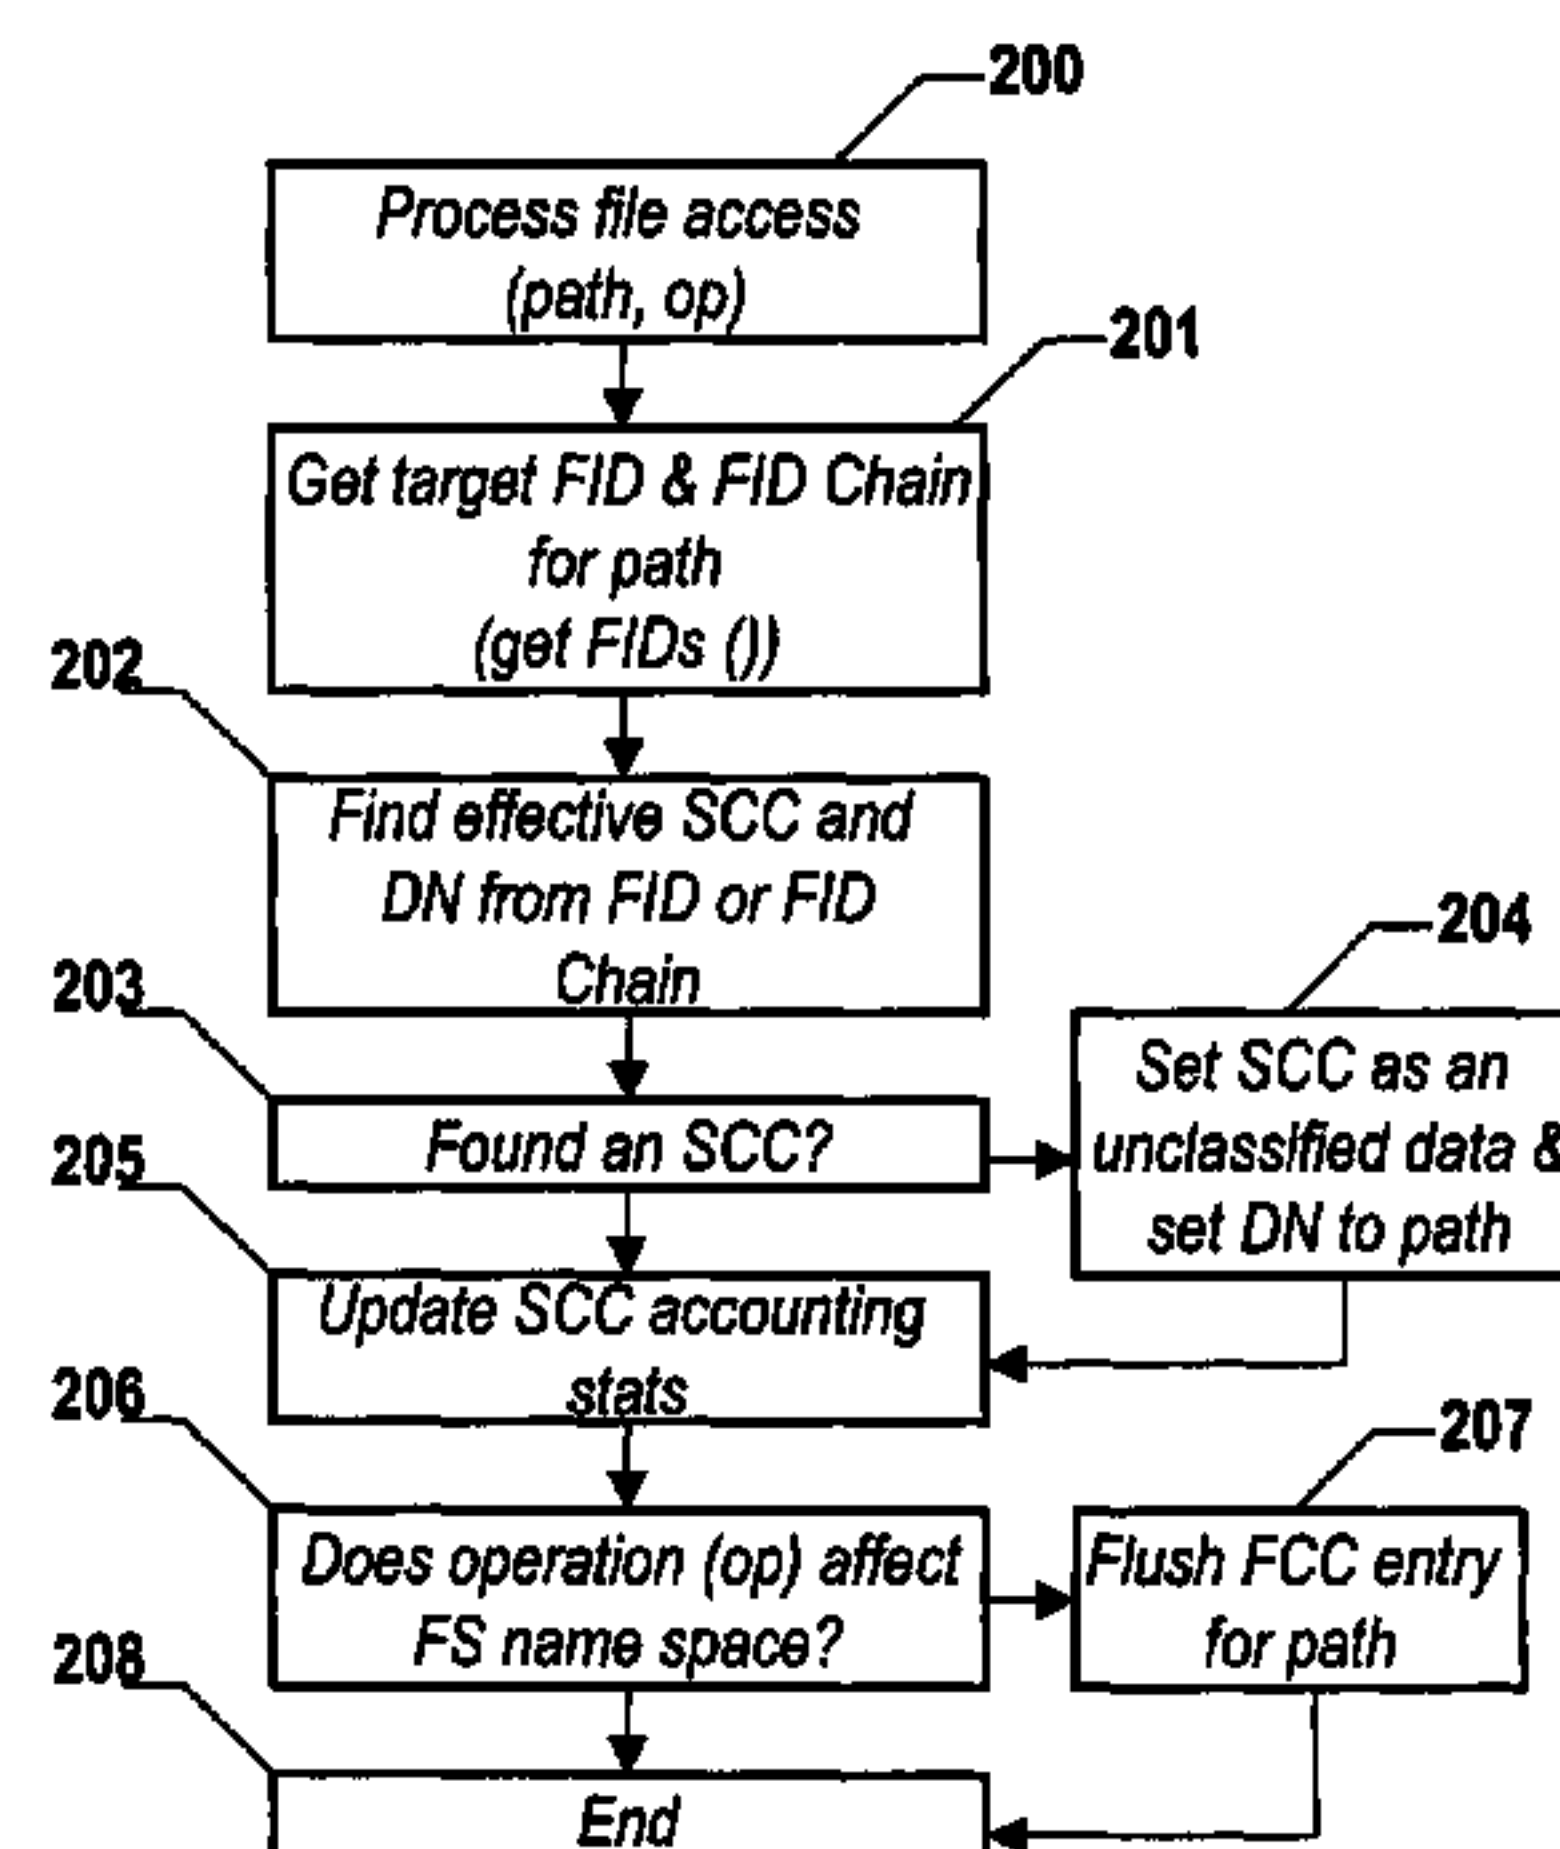 200
Process file access
(path, op)
201
Get target FID & FID Chain
for path
(get FIDs ())
202
Find effective SCC and
DN from FID or FID
Chain
203
Found an SCC?
204
Set SCC as an
unclassified data &
set DN to path
205
Update SCC accounting
stats
206
Does operation (op) affect
FS name space?
207
Flush FCC entry
for path
208
End